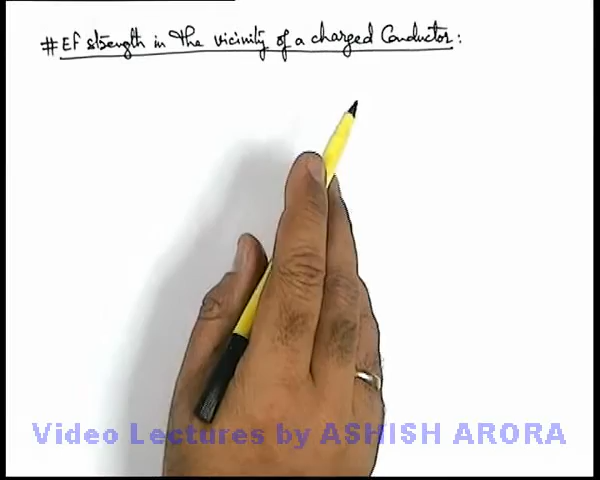 # EF strength in the vicinity of a charged Conductor :
Video Lectures by ASHISH ARORA